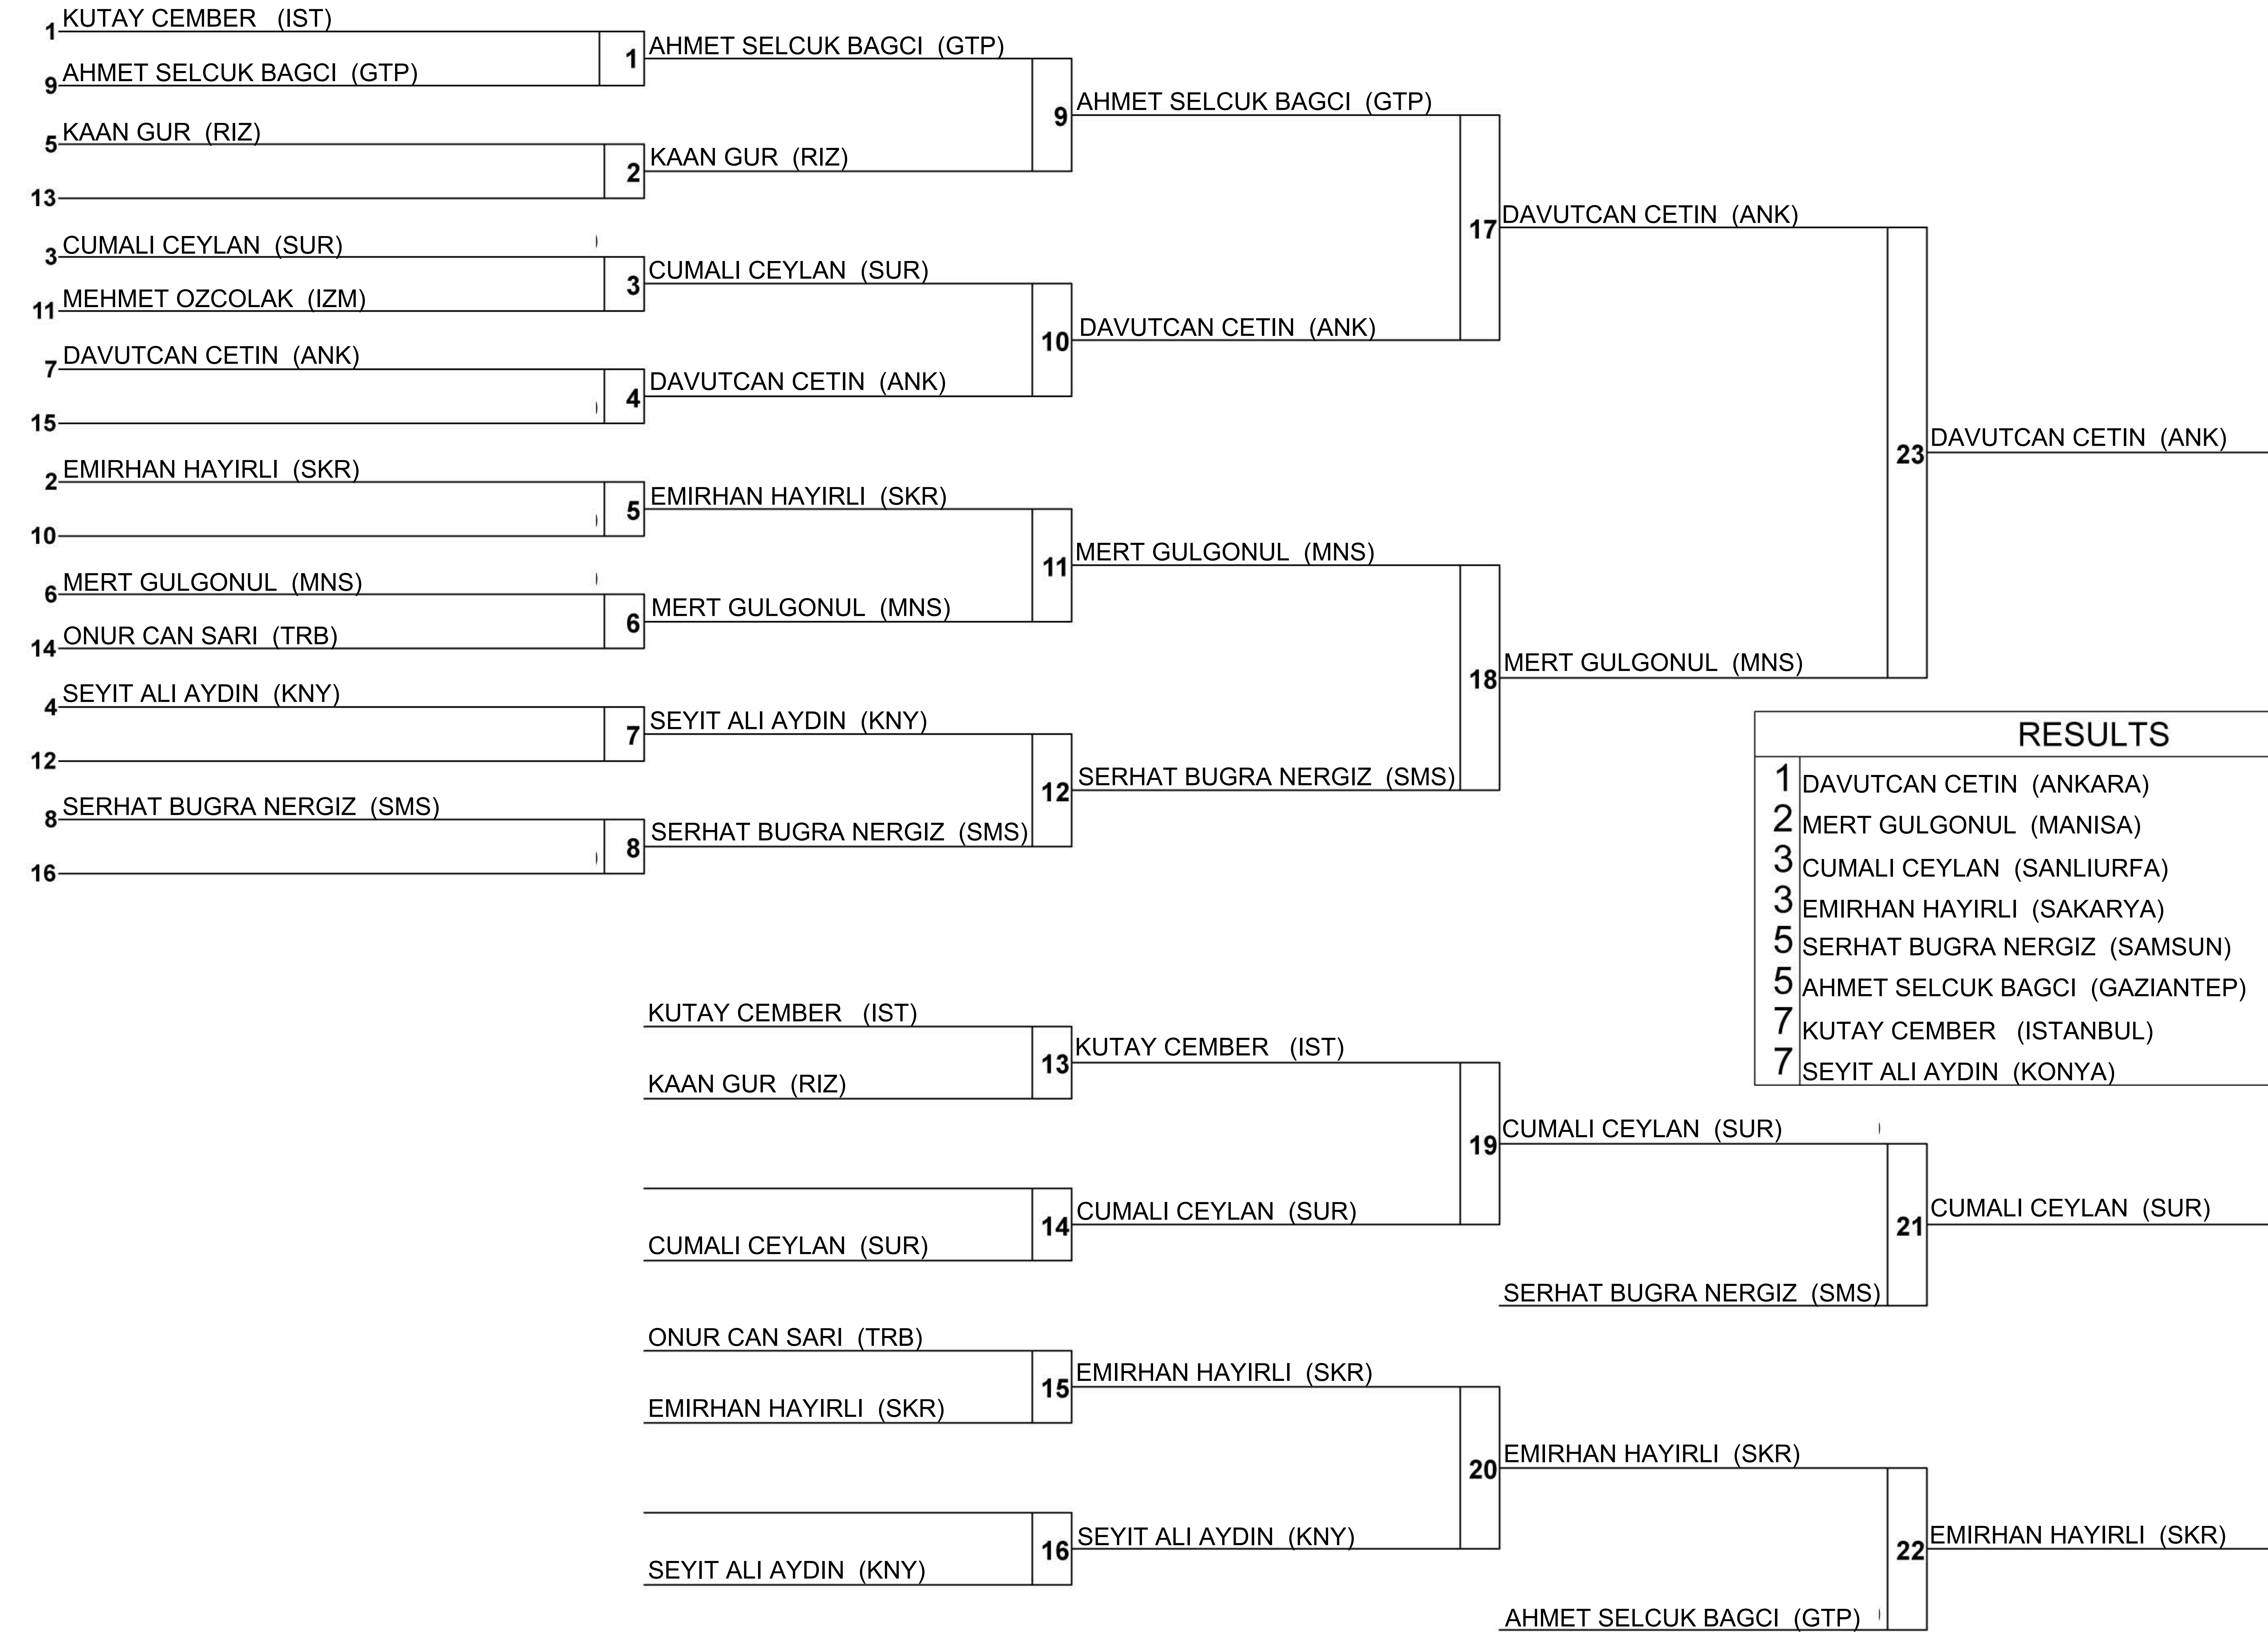 1 KUTAY CEMBER (IST)
9 AHMET SELCUK BAGCI (GTP)
5 KAAN GUR (RIZ)
13
3 CUMALI CEYLAN (SUR)
11 MEHMET OZCOLAK (IZM)
7 DAVUTCAN CETIN (ANK)
15
2 EMIRHAN HAYIRLI (SKR)
10
6 MERT GULGONUL (MNS)
14 ONUR CAN SARI (TRB)
4 SEYIT ALI AYDIN (KNY)
12
8 SERHAT BUGRA NERGIZ (SMS)
16
1 AHMET SELCUK BAGCI (GTP)
2 KAAN GUR (RIZ)
3 CUMALI CEYLAN (SUR)
4 DAVUTCAN CETIN (ANK)
5 EMIRHAN HAYIRLI (SKR)
6 MERT GULGONUL (MNS)
7 SEYIT ALI AYDIN (KNY)
8 SERHAT BUGRA NERGIZ (SMS)
9 AHMET SELCUK BAGCI (GTP)
10 DAVUTCAN CETIN (ANK)
11 MERT GULGONUL (MNS)
12 SERHAT BUGRA NERGIZ (SMS)
17 DAVUTCAN CETIN (ANK)
18 MERT GULGONUL (MNS)
23 DAVUTCAN CETIN (ANK)
RESULTS
1 DAVUTCAN CETIN (ANKARA)
2 MERT GULGONUL (MANISA)
3 CUMALI CEYLAN (SANLIURFA)
3 EMIRHAN HAYIRLI (SAKARYA)
5 SERHAT BUGRA NERGIZ (SAMSUN)
5 AHMET SELCUK BAGCI (GAZIANTEP)
7 KUTAY CEMBER (ISTANBUL)
7 SEYIT ALI AYDIN (KONYA)
KUTAY CEMBER (IST)
KAAN GUR (RIZ)
CUMALI CEYLAN (SUR)
ONUR CAN SARI (TRB)
EMIRHAN HAYIRLI (SKR)
SEYIT ALI AYDIN (KNY)
13 KUTAY CEMBER (IST)
14 CUMALI CEYLAN (SUR)
15 EMIRHAN HAYIRLI (SKR)
16 SEYIT ALI AYDIN (KNY)
19 CUMALI CEYLAN (SUR)
SERHAT BUGRA NERGIZ (SMS)
20 EMIRHAN HAYIRLI (SKR)
AHMET SELCUK BAGCI (GTP)
21 CUMALI CEYLAN (SUR)
22 EMIRHAN HAYIRLI (SKR)